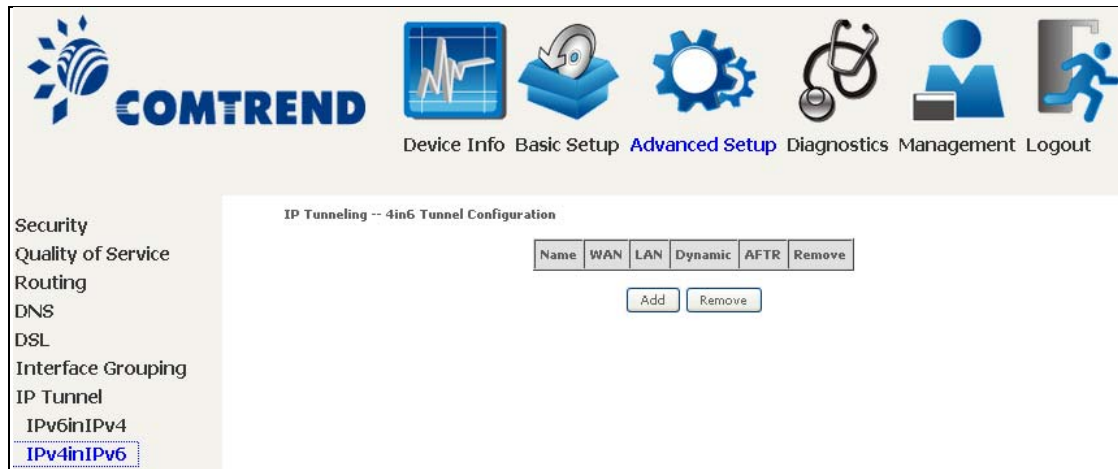 COMTREND
Device Info Basic Setup Advanced Setup Diagnostics Management Logout
Security
Quality of Service
Routing
DNS
DSL
Interface Grouping
IP Tunnel
IPv6inIPv4
IPv4inIPv6
IP Tunneling -- 4in6 Tunnel Configuration
Name WAN LAN Dynamic AFTR Remove
Add Remove